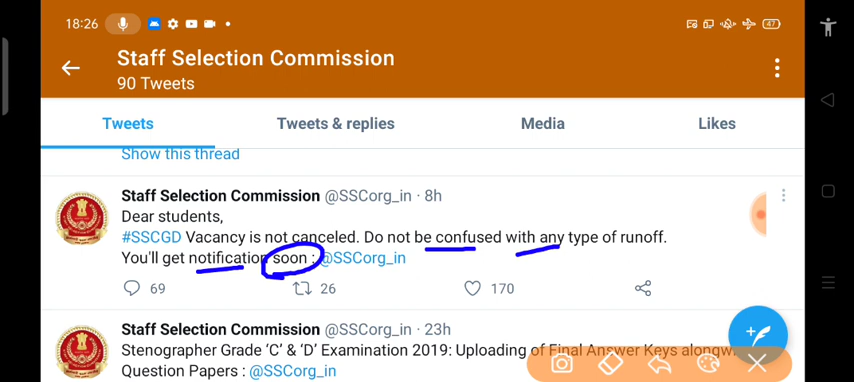 18:26
47
Staff Selection Commission
90 Tweets
Tweets
Tweets & replies
Media
Likes
Show this thread
Staff Selection Commission @SSCorg_in · 8h
Dear students,
#SSCGD Vacancy is not canceled. Do not be confused with any type of runoff.
You'll get notification soon : @SSCorg_in
69
26
170
Staff Selection Commission @SSCorg_in · 23h
Stenographer Grade 'C' & 'D' Examination 2019: Uploading of Final Answer Keys alongw
Question Papers : @SSCorg_in